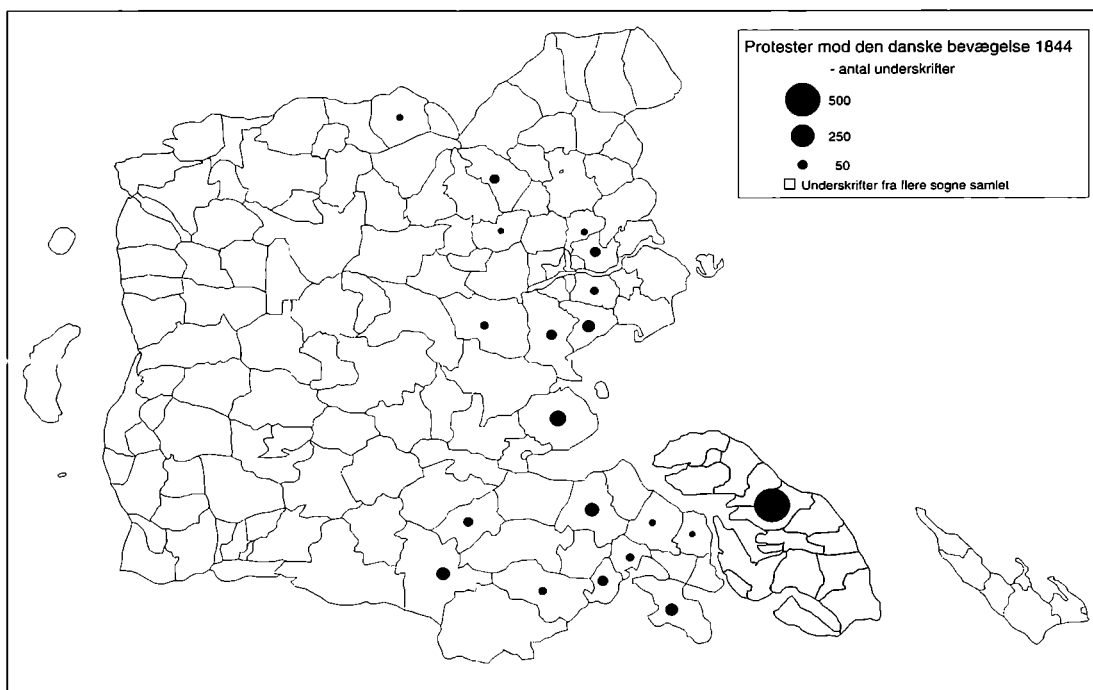 Protester mod den danske bevægelse 1844
- antal underskrifter
500
250
50
Underskrifter fra flere sogne samlet